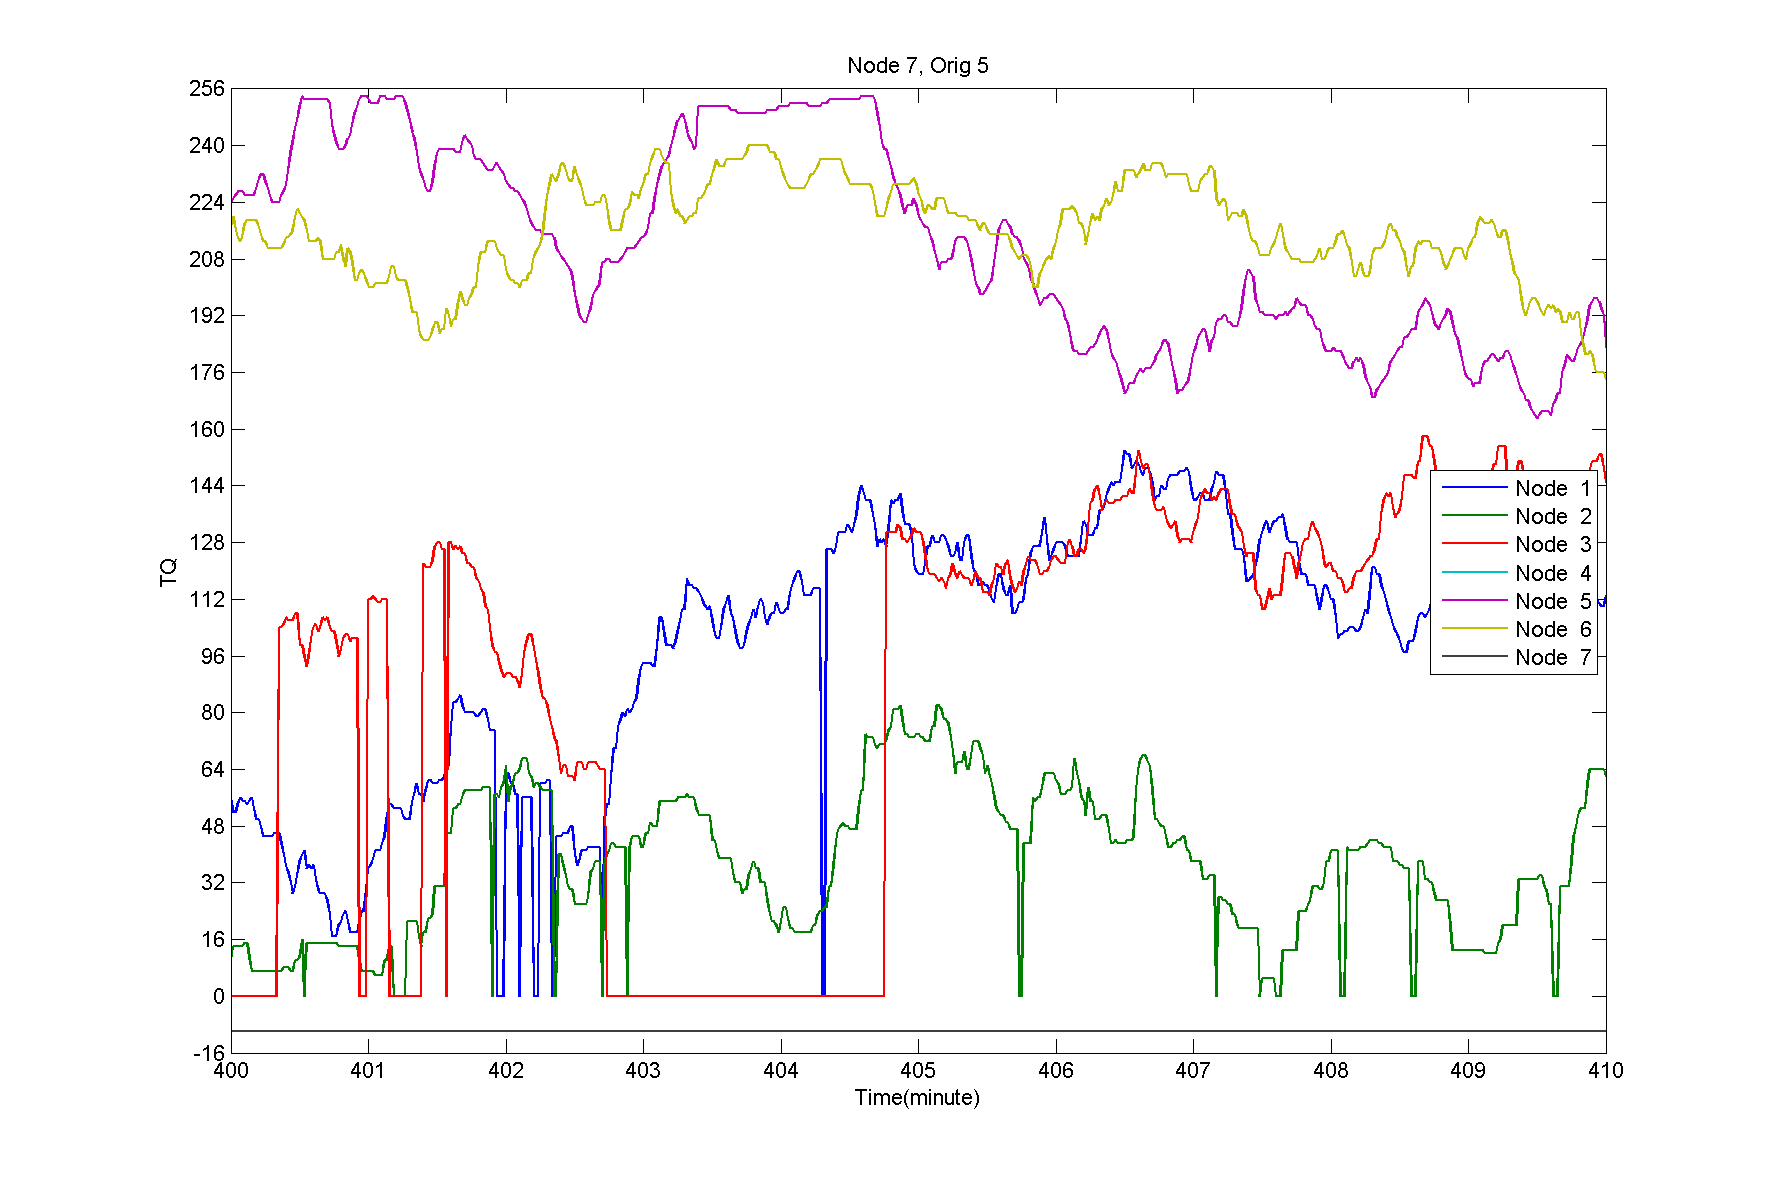 Node 7, Orig 5
256
240
224
208
192
176
160
144
128
112
96
80
64
48
32
16
0
-16
TQ
Node 1
Node 2
Node 3
Node 4
Node 5
Node 6
Node 7
400 401 402 403 404 405 406 407 408 409 410
Time(minute)